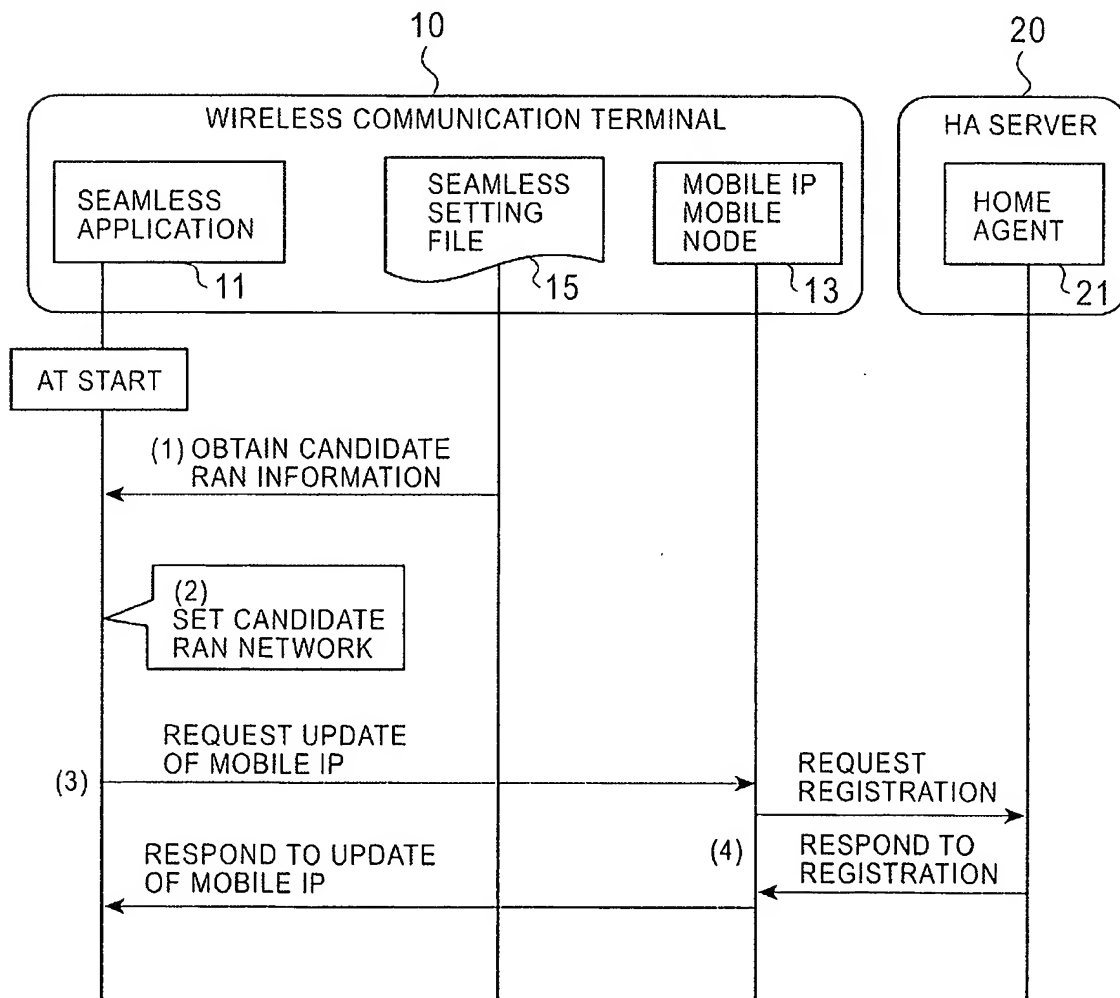 10
20
WIRELESS COMMUNICATION TERMINAL
HA SERVER
SEAMLESS
APPLICATION
11
SEAMLESS
SETTING
FILE
15
MOBILE IP
MOBILE
NODE
13
HOME
AGENT
21
AT START
(1) OBTAIN CANDIDATE
RAN INFORMATION
(2)
SET CANDIDATE
RAN NETWORK
REQUEST UPDATE
OF MOBILE IP
(3)
REQUEST
REGISTRATION
(4)
RESPOND TO
REGISTRATION
RESPOND TO UPDATE
OF MOBILE IP